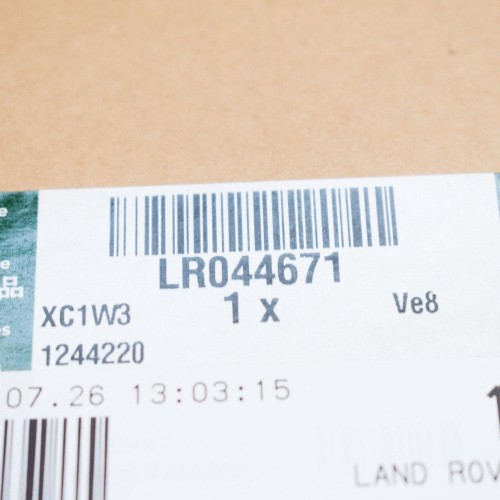 LR044671
XC1W3 1 x Ve8
1244220
07.26 13:03:15
LAND ROV